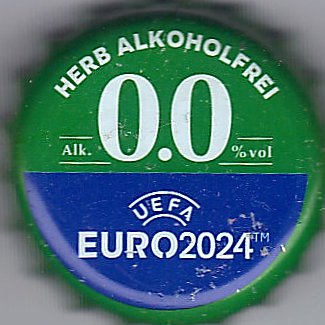 HERB ALKOHOLFREI
0.0
Alk. %vol
UEFA
EURO2024™